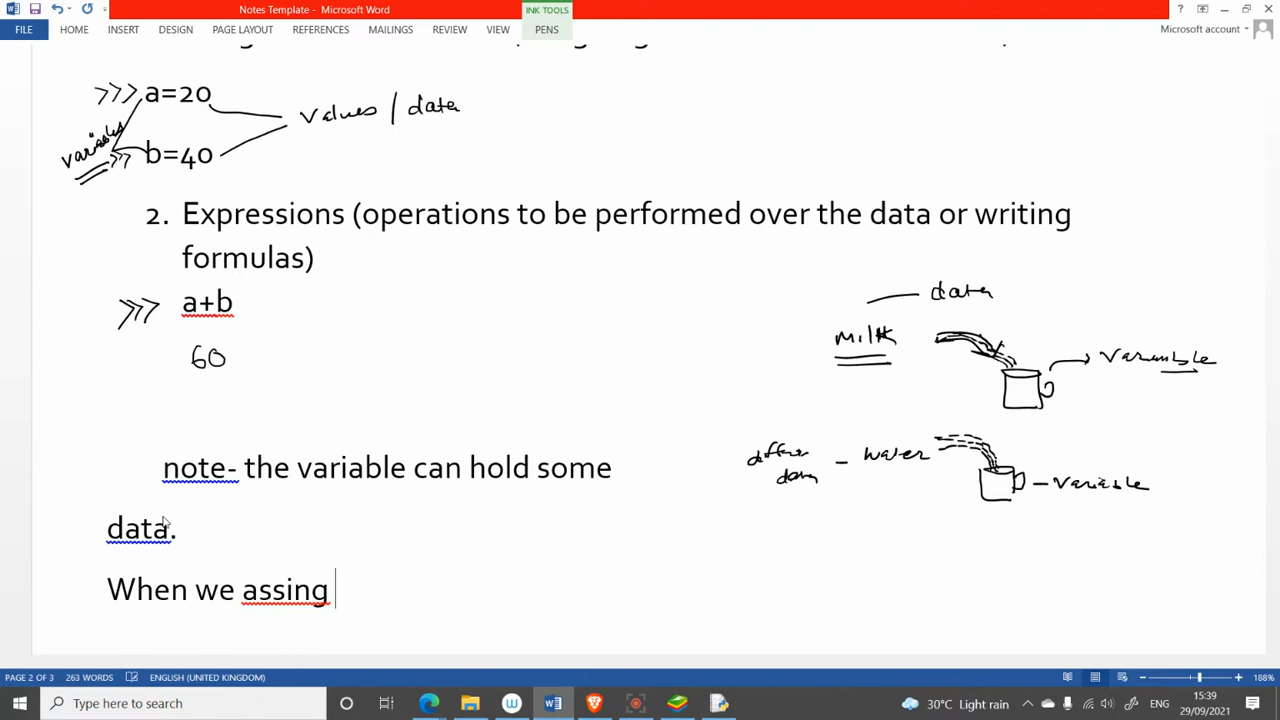 Notes Template - Microsoft Word
INK TOOLS
FILE HOME INSERT DESIGN PAGE LAYOUT REFERENCES MAILINGS REVIEW VIEW PENS Microsoft account
>>> a=20
values / data
variables
>>> b=40
2. Expressions (operations to be performed over the data or writing
formulas)
>>> a+b
60
data
milk
variable
water
variable
note- the variable can hold some
data.
When we assing
PAGE 2 OF 3 263 WORDS ENGLISH (UNITED KINGDOM) 188%
Type here to search
30°C Light rain
ENG
15:39
29/09/2021